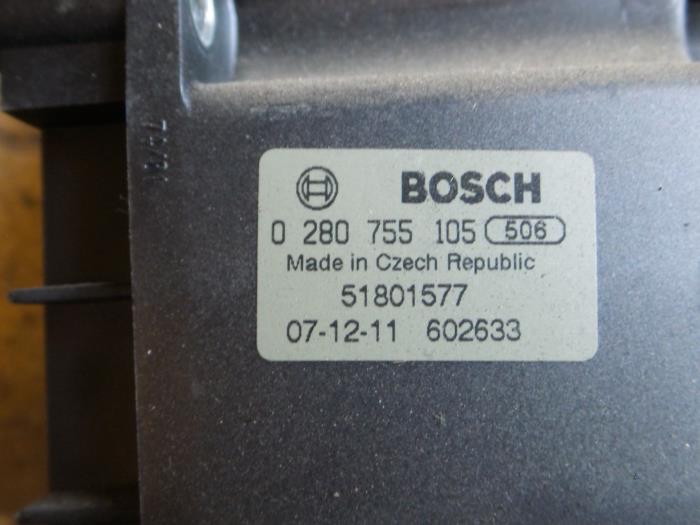 BOSCH
0 280 755 105 506
Made in Czech Republic
51801577
07-12-11 602633